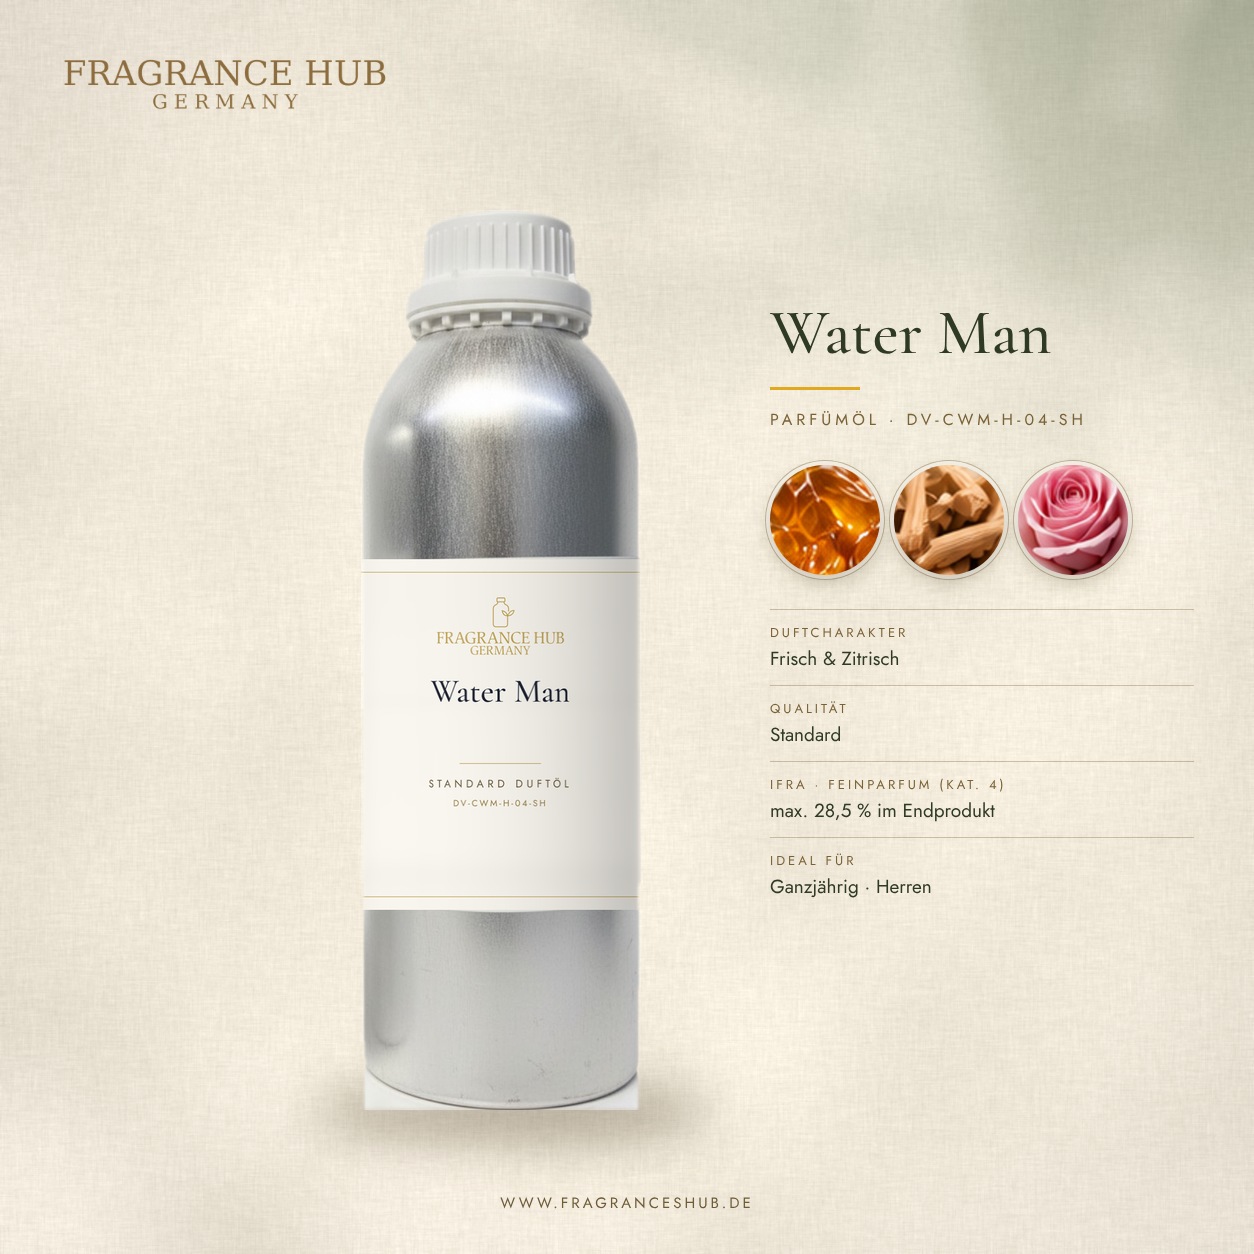 FRAGRANCE HUB
GERMANY
Water Man
PARFÜMÖL · DV-CWM-H-04-SH
DUFTCHARAKTER
Frisch & Zitrisch
QUALITÄT
Standard
IFRA · FEINPARFUM (KAT. 4)
max. 28,5 % im Endprodukt
IDEAL FÜR
Ganzjährig · Herren
FRAGRANCE HUB
GERMANY
Water Man
STANDARD DUFTÖL
DV-CWM-H-04-SH
WWW.FRAGRANCESHUB.DE